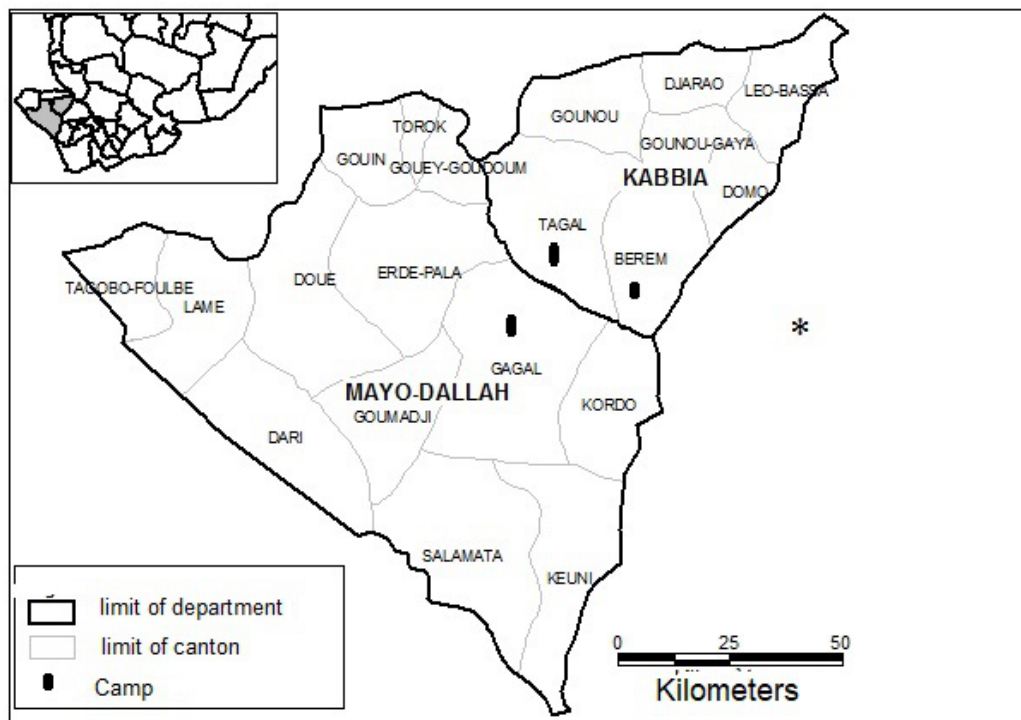 DJARAO
LEO-BASSA
GOUNOU
TOROK
GOUNOU-GAYA
GOUIN
GOUEY-GOUDOUM
KABBIA
DOMO
TAGAL
BEREM
ERDE-PALA
DOUE
TAGOBO-FOULBE
LAME
*
GAGAL
MAYO-DALLAH
KORDO
GOUMADJI
DARI
SALAMATA
KEUNI
limit of department
limit of canton
Camp
0 25 50
Kilometers